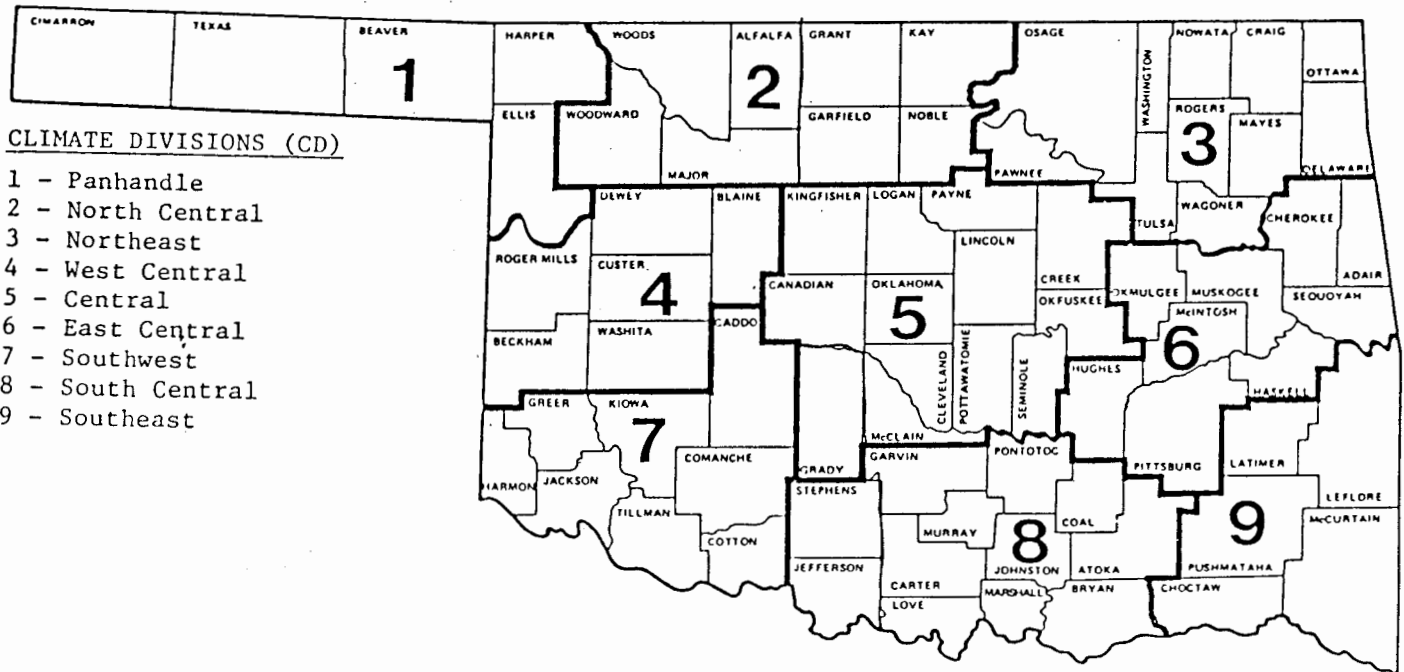 CIMARRON
TEXAS
BEAVER
HARPER
WOODS
ALFALFA
GRANT
KAY
OSAGE
WASHINGTON
NOWATA
CRAIG
OTTAWA
1
2
3
ELLIS
WOODWARD
MAJOR
GARFIELD
NOBLE
PAWNEE
ROGERS
MAYES
DELAWARE
CLIMATE DIVISIONS (CD)
1 - Panhandle
2 - North Central
3 - Northeast
4 - West Central
5 - Central
6 - East Central
7 - Southwest
8 - South Central
9 - Southeast
DEWEY
BLAINE
KINGFISHER
LOGAN
PAYNE
TULSA
WAGONER
CHEROKEE
ADAIR
ROGER MILLS
CUSTER
4
WASHITA
BECKHAM
CADDO
CANADIAN
OKLAHOMA
5
LINCOLN
CREEK
OKFUSKEE
OKMULGEE
MUSKOGEE
McINTOSH
6
SEQUOYAH
HASKELL
HUGHES
SEMINOLE
POTTAWATOMIE
CLEVELAND
McCLAIN
GRADY
GREER
KIOWA
7
HARMON
JACKSON
TILLMAN
COMANCHE
COTTON
STEPHENS
JEFFERSON
GARVIN
MURRAY
CARTER
LOVE
PONTOTOC
8
JOHNSTON
MARSHALL
COAL
ATOKA
BRYAN
PITTSBURG
LATIMER
LEFLORE
9
McCURTAIN
PUSHMATAHA
CHOCTAW